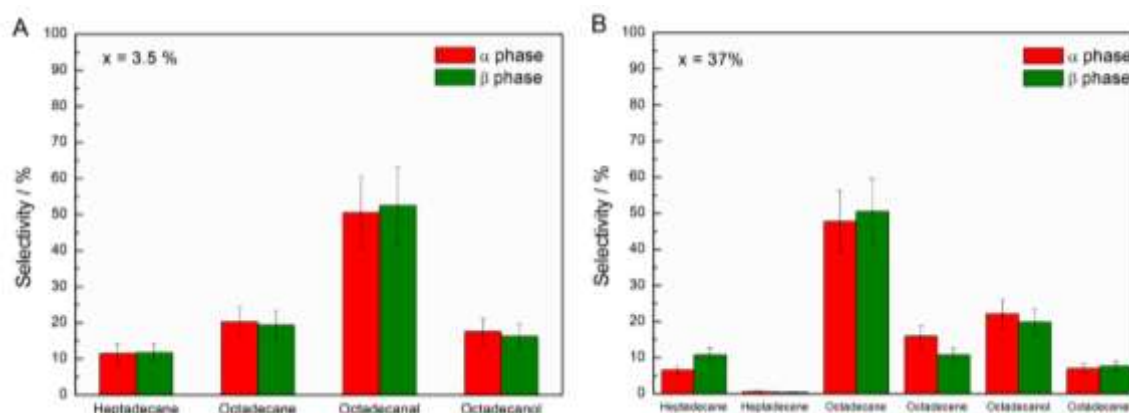 A
x = 3.5 %
α phase
β phase
100
90
80
70
60
50
40
30
20
10
0
Selectivity / %
Heptadecane Octadecane Octadecanal Octadecanol
B
x = 37%
α phase
β phase
100
90
80
70
60
50
40
30
20
10
0
Selectivity / %
Heptadecane Octadecane Octadecanol